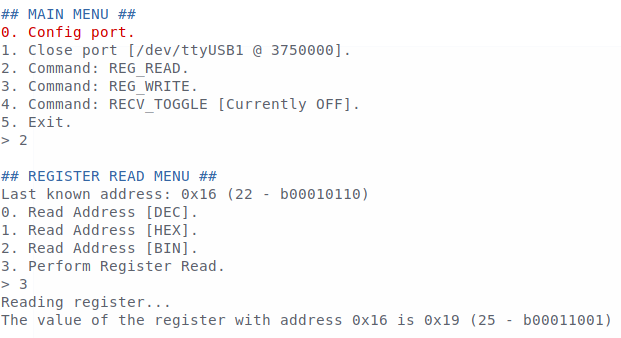 ## MAIN MENU ##
0. Config port.
1. Close port [/dev/ttyUSB1 @ 3750000].
2. Command: REG_READ.
3. Command: REG_WRITE.
4. Command: RECV_TOGGLE [Currently OFF].
5. Exit.
> 2

## REGISTER READ MENU ##
Last known address: 0x16 (22 - b00010110)
0. Read Address [DEC].
1. Read Address [HEX].
2. Read Address [BIN].
3. Perform Register Read.
> 3
Reading register...
The value of the register with address 0x16 is 0x19 (25 - b00011001)